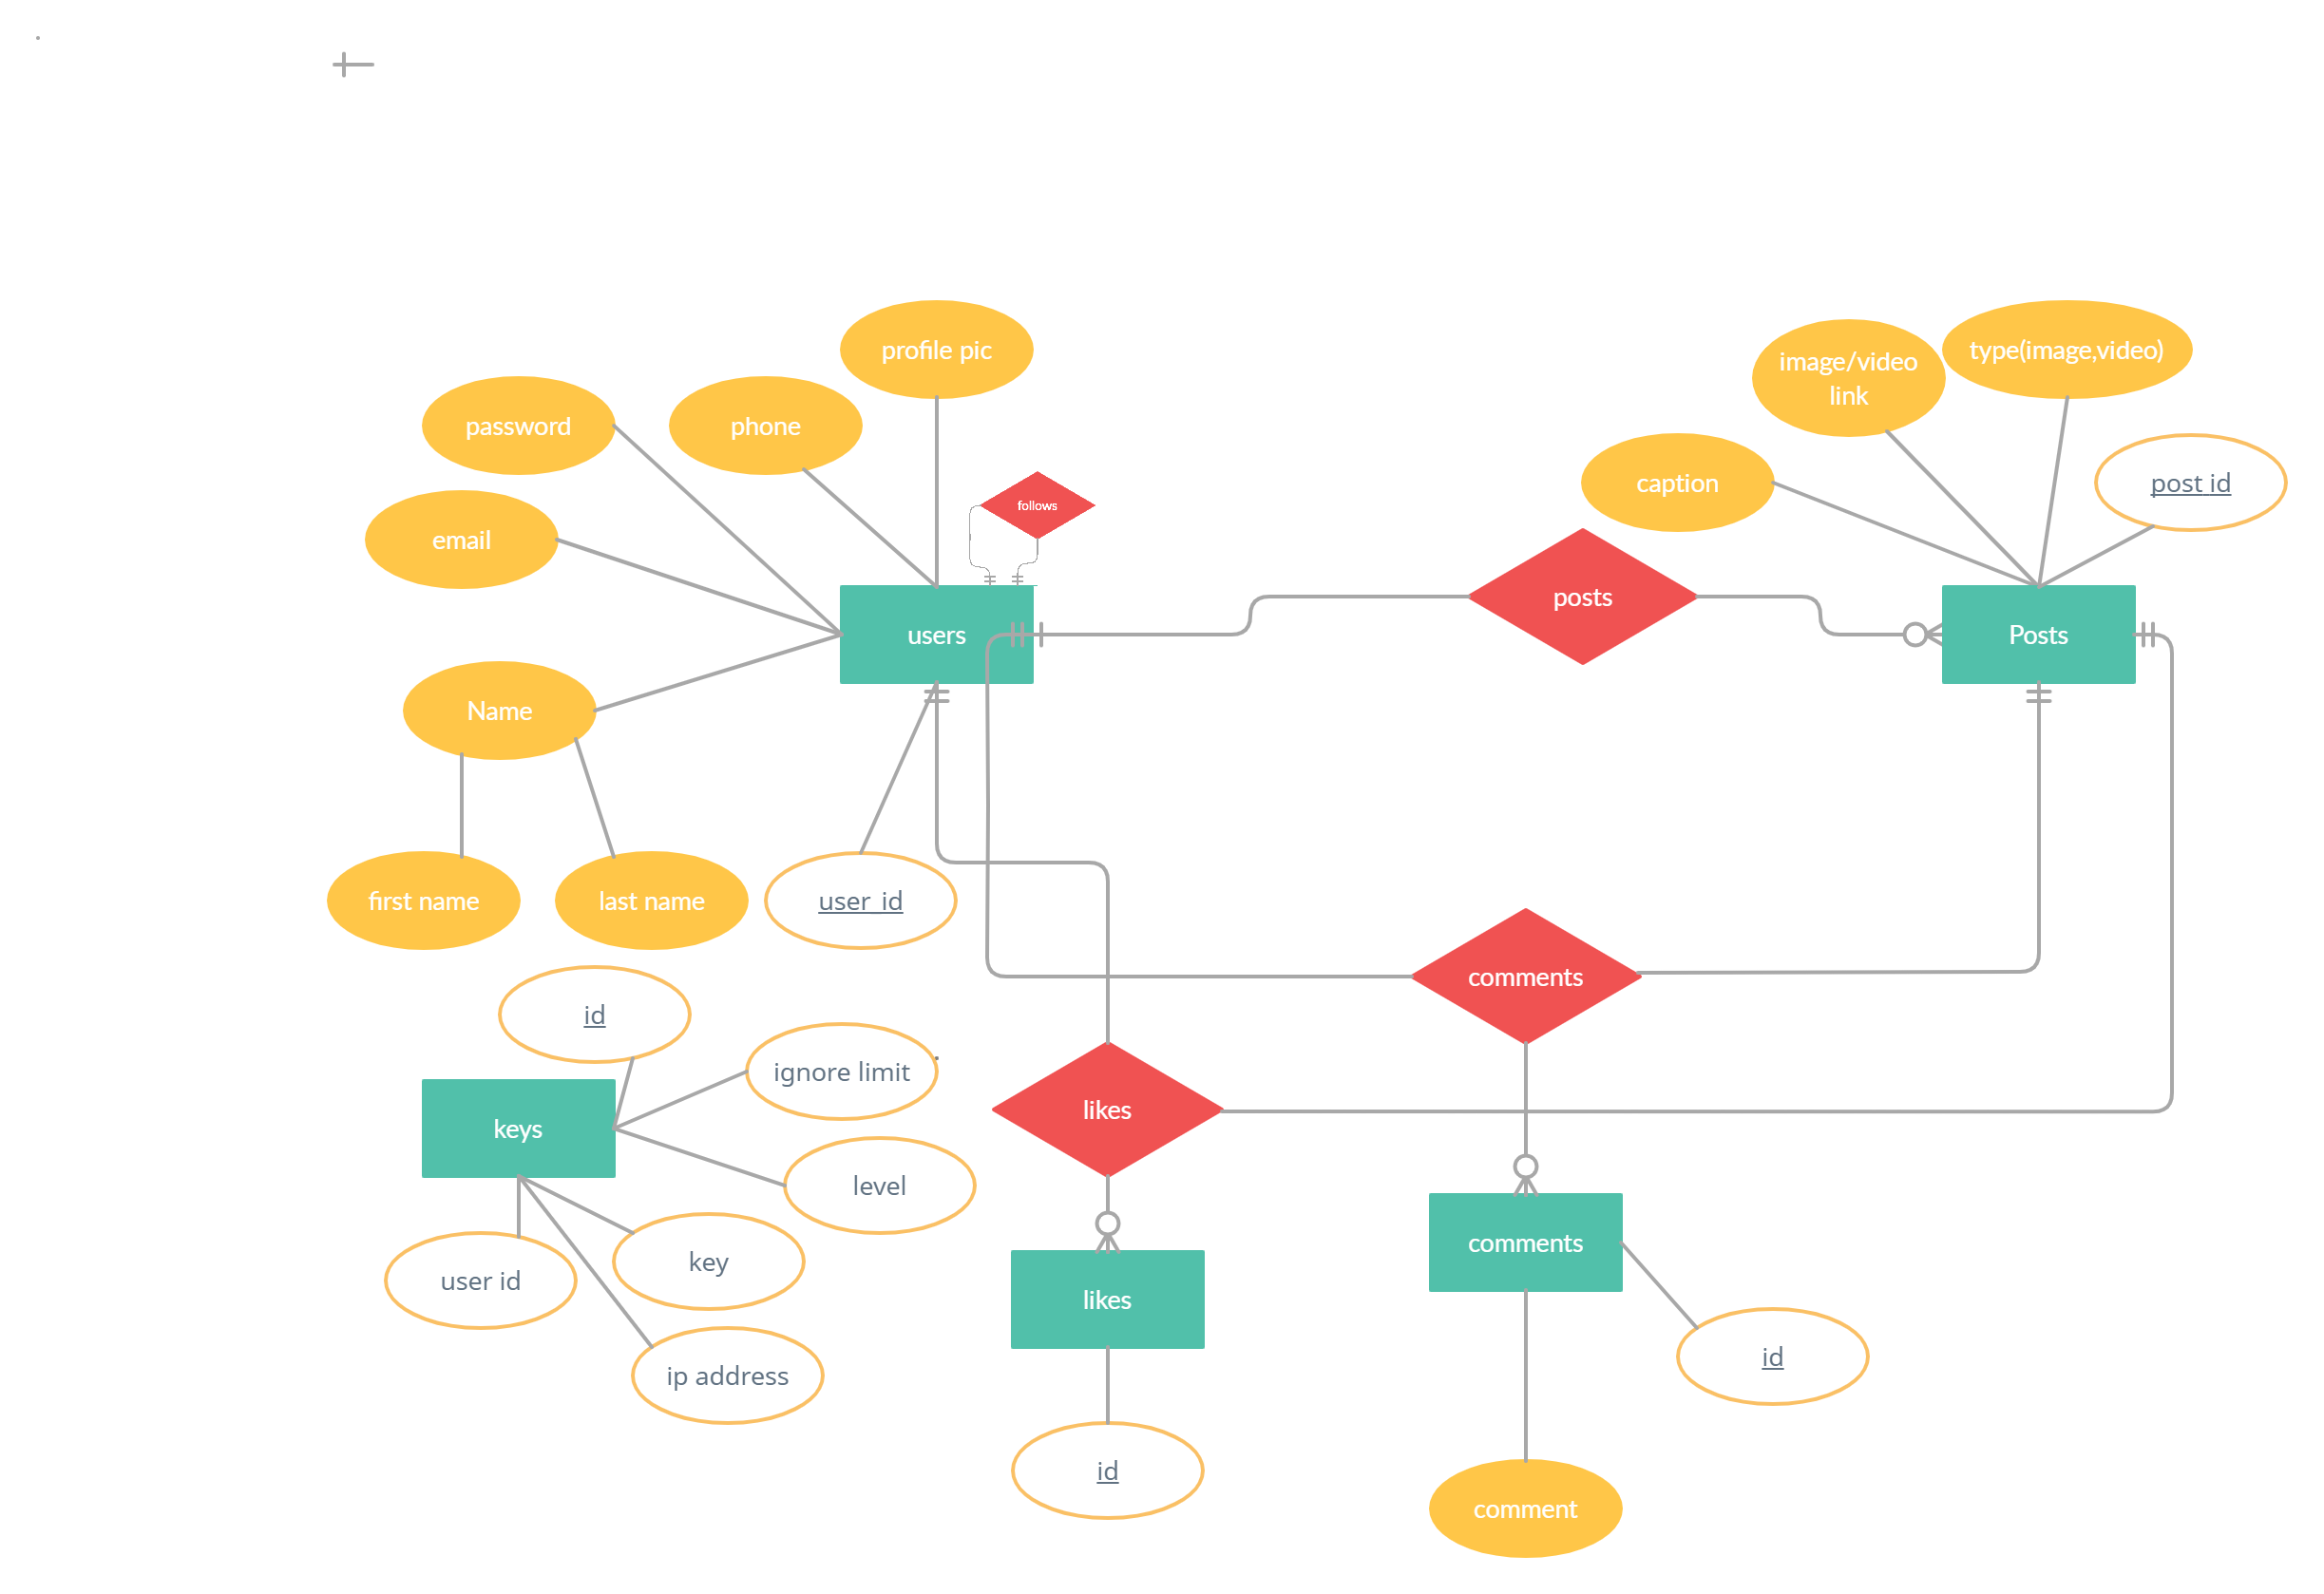 profile pic
type(image,video)
image/video
link
password
phone
caption
post id
follows
email
posts
users
Posts
Name
first name
last name
user_id
comments
id
ignore limit
likes
keys
level
comments
key
user id
likes
id
ip address
id
comment